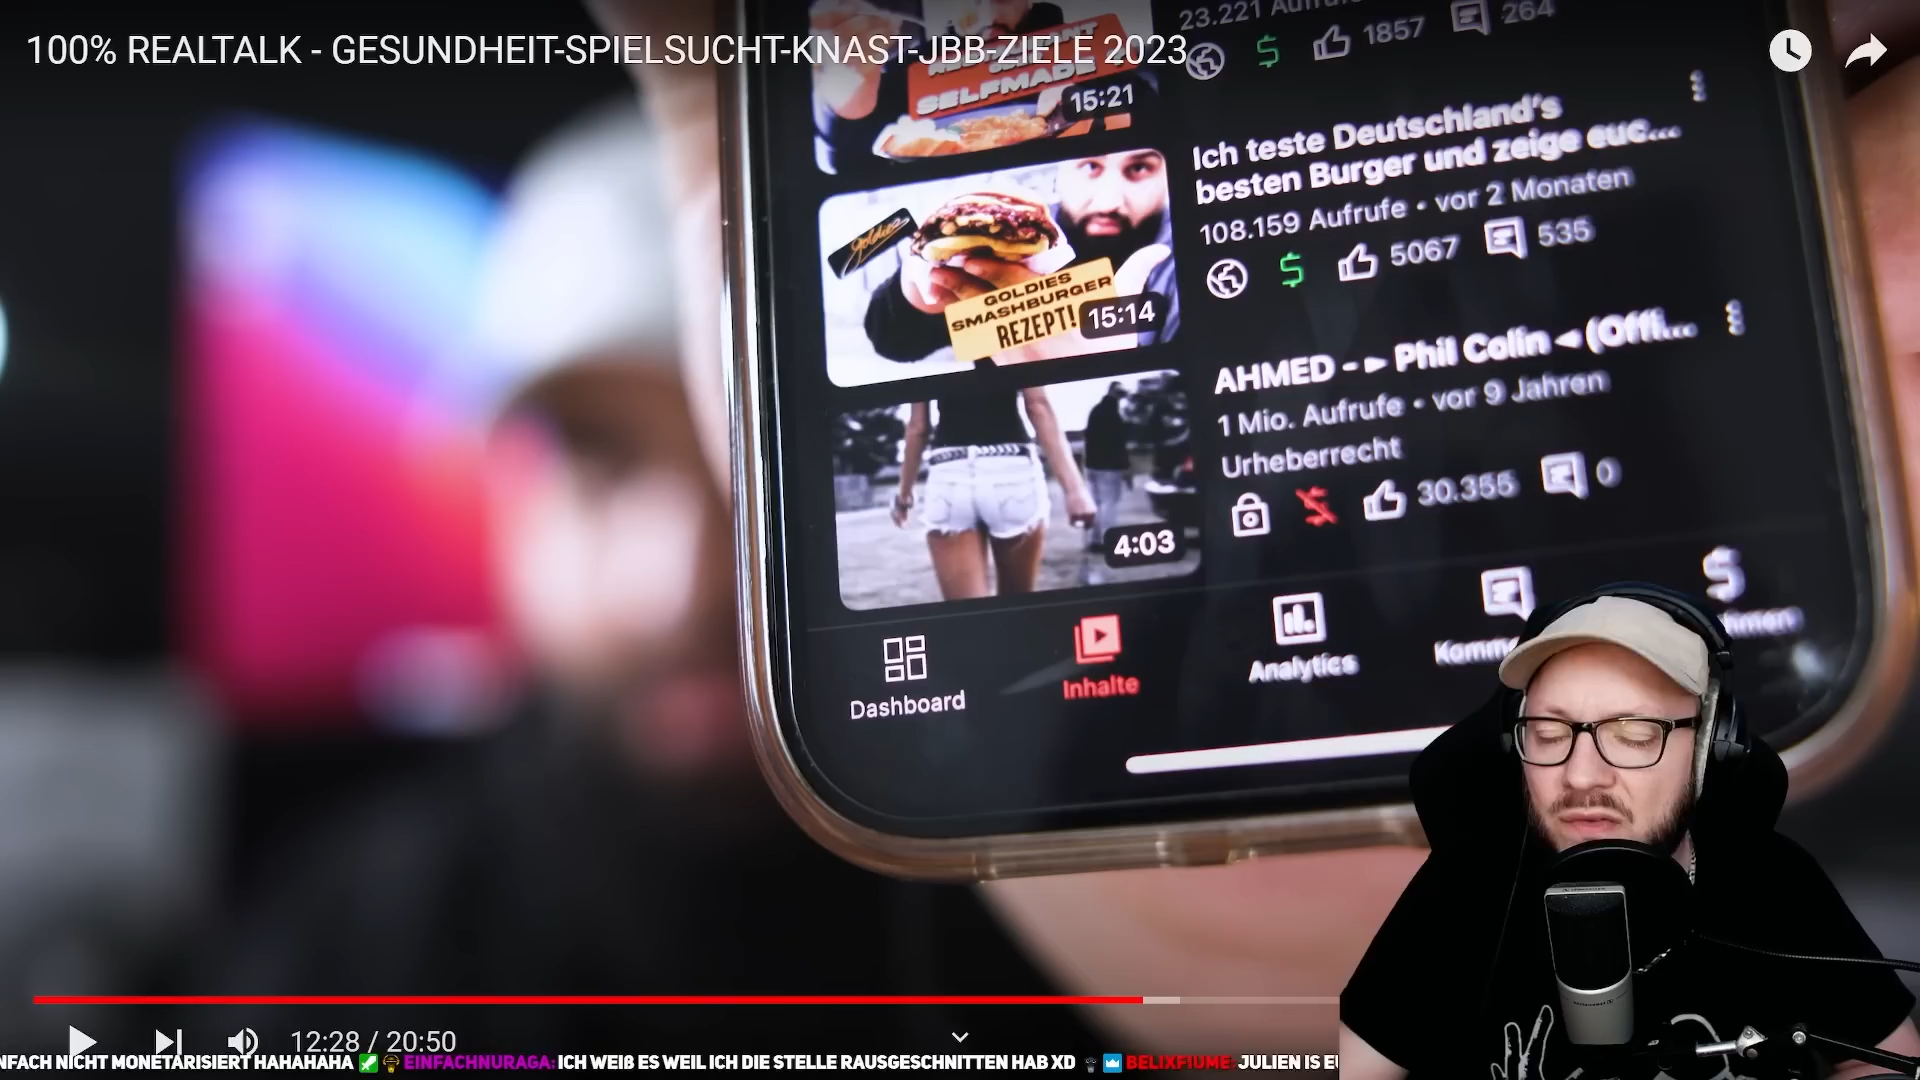 100% REALTALK - GESUNDHEIT-SPIELSUCHT-KNAST-JBB-ZIELE 2023
23.221
1857
264
SELFMADE
15:21
Ich teste Deutschland's
besten Burger und zeige euc...
108.159 Aufrufe • vor 2 Monaten
5067
535
goldies
GOLDIES
SMASHBURGER
REZEPT!
15:14
AHMED - ► Phil Colin ◄ (Offi...
1 Mio. Aufrufe • vor 9 Jahren
Urheberrecht
30.355
0
4:03
Dashboard
Inhalte
Analytics
12:28 / 20:50
NFACH NICHT MONETARISIERT HAHAHAHA EINFACHNURAGA: ICH WEIß ES WEIL ICH DIE STELLE RAUSGESCHNITTEN HAB XD BELIXFIUME: JULIEN IS